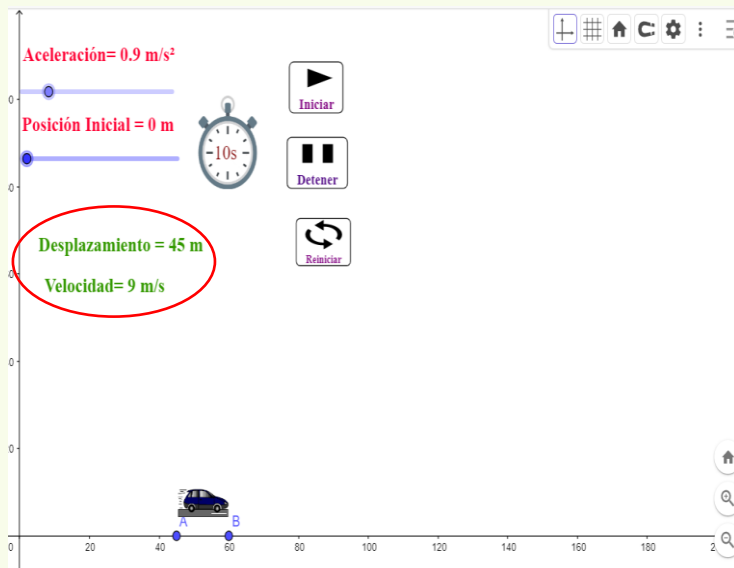 Aceleración= 0.9 m/s²
Posición Inicial = 0 m
10s
Iniciar
Detener
Reiniciar
Desplazamiento = 45 m
Velocidad= 9 m/s
A B
0 20 40 60 80 100 120 140 160 180